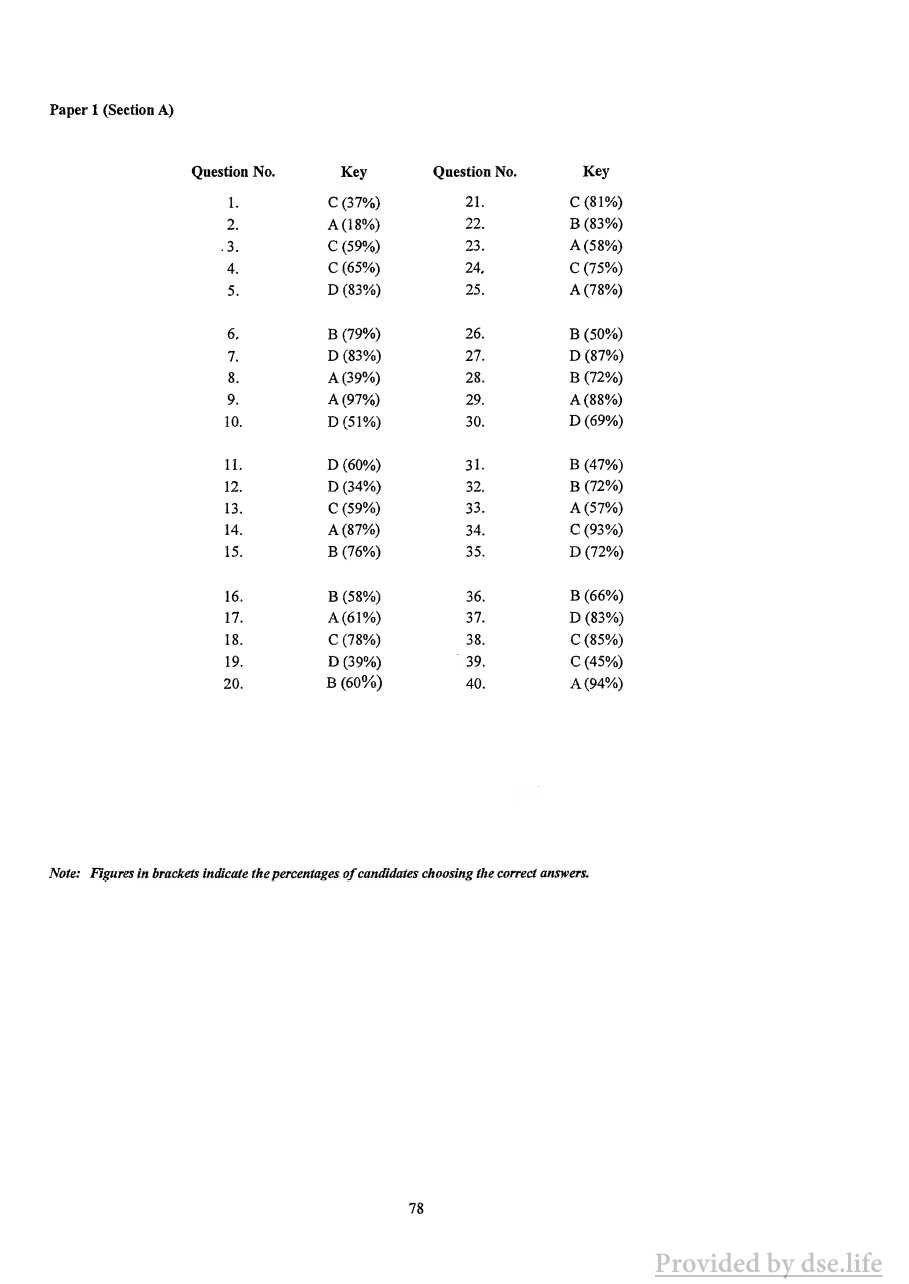 Paper 1 (Section A)
Question No. Key Question No. Key
1. C (37%) 21. C (81%)
2. A (18%) 22. B (83%)
3. C (59%) 23. A (58%)
4. C (65%) 24. C (75%)
5. D (83%) 25. A (78%)
6. B (79%) 26. B (50%)
7. D (83%) 27. D (87%)
8. A (39%) 28. B (72%)
9. A (97%) 29. A (88%)
10. D (51%) 30. D (69%)
11. D (60%) 31. B (47%)
12. D (34%) 32. B (72%)
13. C (59%) 33. A (57%)
14. A (87%) 34. C (93%)
15. B (76%) 35. D (72%)
16. B (58%) 36. B (66%)
17. A (61%) 37. D (83%)
18. C (78%) 38. C (85%)
19. D (39%) 39. C (45%)
20. B (60%) 40. A (94%)
Note: Figures in brackets indicate the percentages of candidates choosing the correct answers.
78
Provided by dse.life